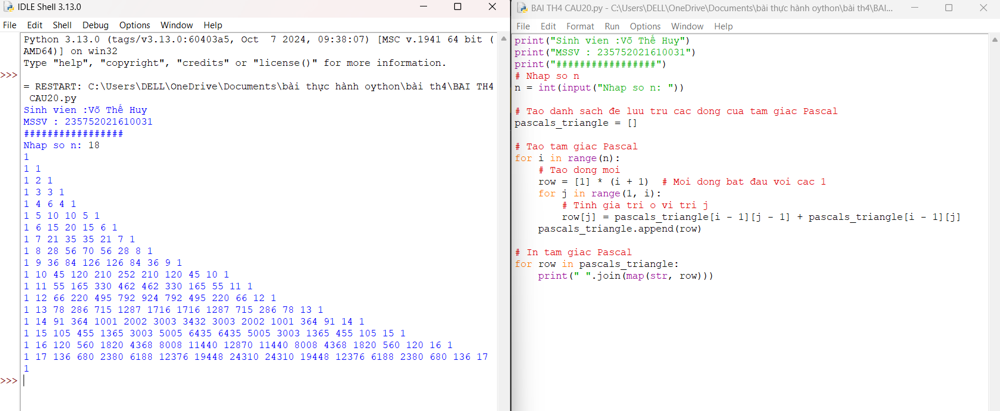 IDLE Shell 3.13.0
File Edit Shell Debug Options Window Help
Python 3.13.0 (tags/v3.13.0:60403a5, Oct  7 2024, 09:38:07) [MSC v.1941 64 bit (
AMD64)] on win32
Type "help", "copyright", "credits" or "license()" for more information.
>>>
= RESTART: C:\Users\DELL\OneDrive\Documents\bài thực hành oython\bài th4\BAI TH4
 CAU20.py
Sinh vien :Võ Thế Huy
MSSV : 235752021610031
#################
Nhap so n: 18
1
1 1
1 2 1
1 3 3 1
1 4 6 4 1
1 5 10 10 5 1
1 6 15 20 15 6 1
1 7 21 35 35 21 7 1
1 8 28 56 70 56 28 8 1
1 9 36 84 126 126 84 36 9 1
1 10 45 120 210 252 210 120 45 10 1
1 11 55 165 330 462 462 330 165 55 11 1
1 12 66 220 495 792 924 792 495 220 66 12 1
1 13 78 286 715 1287 1716 1716 1287 715 286 78 13 1
1 14 91 364 1001 2002 3003 3432 3003 2002 1001 364 91 14 1
1 15 105 455 1365 3003 5005 6435 6435 5005 3003 1365 455 105 15 1
1 16 120 560 1820 4368 8008 11440 12870 11440 8008 4368 1820 560 120 16 1
1 17 136 680 2380 6188 12376 19448 24310 24310 19448 12376 6188 2380 680 136 17
1
>>>
BAI TH4 CAU20.py - C:\Users\DELL\OneDrive\Documents\bài thực hành oython\bài th4\BAI...
File Edit Format Run Options Window Help
print("Sinh vien :Võ Thế Huy")
print("MSSV : 235752021610031")
print("#################")
# Nhap so n
n = int(input("Nhap so n: "))
# Tao danh sach đe luu tru cac dong cua tam giac Pascal
pascals_triangle = []
# Tao tam giac Pascal
for i in range(n):
    # Tao dong moi
    row = [1] * (i + 1)  # Moi dong bat đau voi cac 1
    for j in range(1, i):
        # Tinh gia tri o vi tri j
        row[j] = pascals_triangle[i - 1][j - 1] + pascals_triangle[i - 1][j]
    pascals_triangle.append(row)
# In tam giac Pascal
for row in pascals_triangle:
    print(" ".join(map(str, row)))